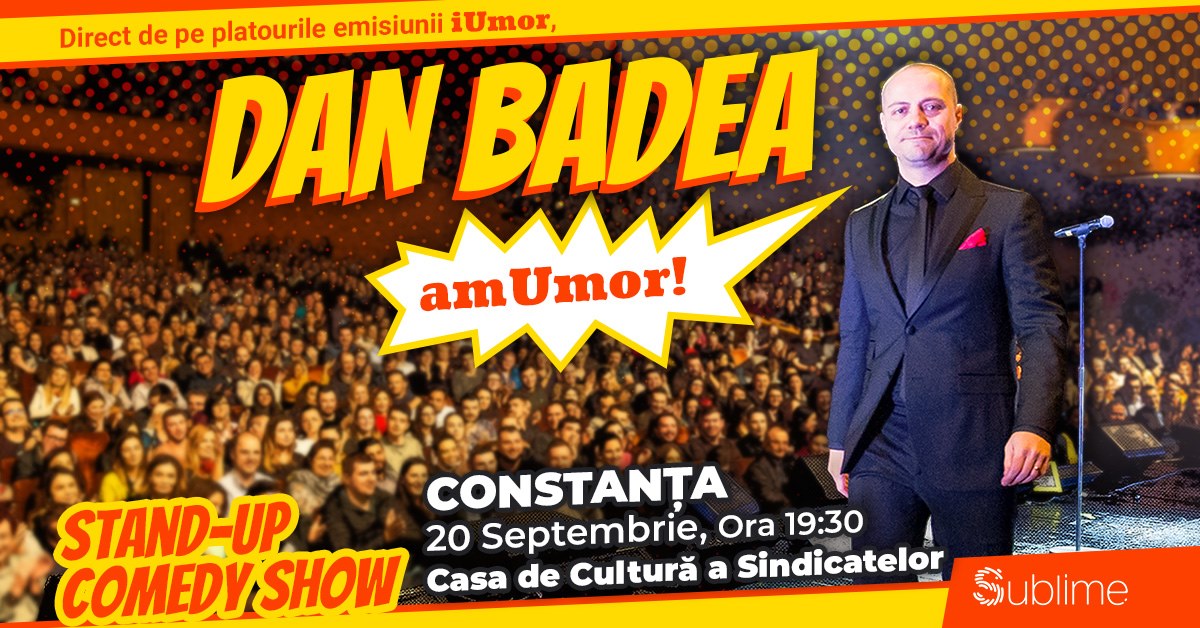 Direct de pe platourile emisiunii iUmor,
DAN BADEA
amUmor!
CONSTANȚA
20 Septembrie, Ora 19:30
Casa de Cultură a Sindicatelor
STAND-UP
COMEDY SHOW
Sublime